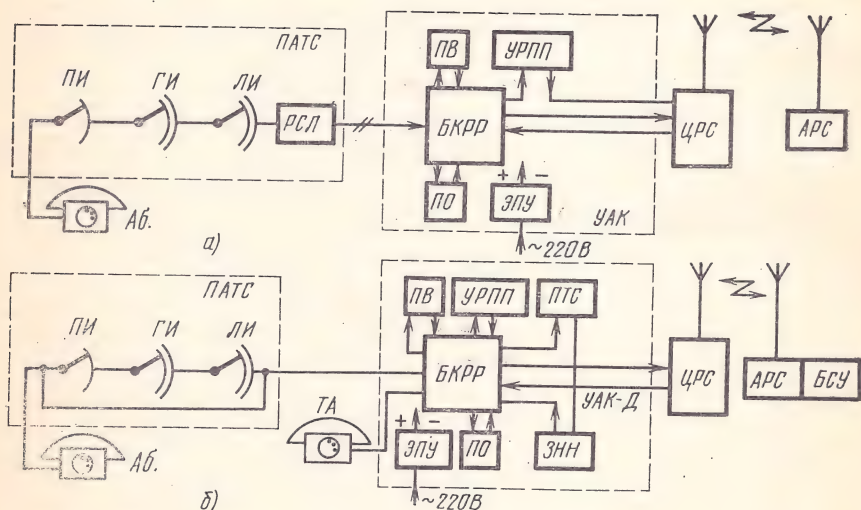 ПАТС
ПИ ГИ ЛИ
РСЛ
Аб.
а)
ПВ УРПП
БКРР
ПО + − ЭПУ
УАК
~220В
ЦРС
АРС
ПАТС
ПИ ГИ ЛИ
Аб.
б)
ТА
ПВ УРПП ПТС
БКРР
УАК-Д
+ −
ЭПУ ПО ЗНН
~220В
ЦРС
АРС БСУ